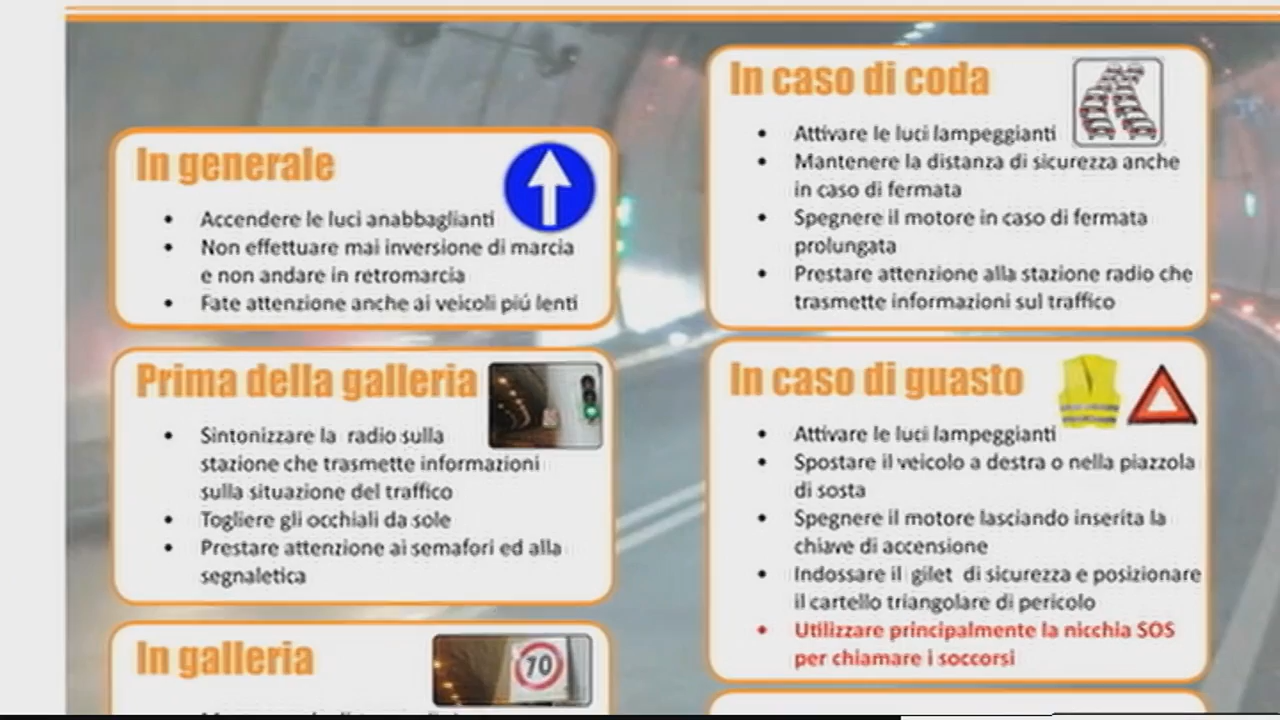 In generale
Accendere le luci anabbaglianti
Non effettuare mai inversione di marcia
e non andare in retromarcia
Fate attenzione anche ai veicoli piú lenti
Prima della galleria
Sintonizzare la radio sulla
stazione che trasmette informazioni
sulla situazione del traffico
Togliere gli occhiali da sole
Prestare attenzione ai semafori ed alla
segnaletica
In galleria
70
In caso di coda
Attivare le luci lampeggianti
Mantenere la distanza di sicurezza anche
in caso di fermata
Spegnere il motore in caso di fermata
prolungata
Prestare attenzione alla stazione radio che
trasmette informazioni sul traffico
In caso di guasto
Attivare le luci lampeggianti
Spostare il veicolo a destra o nella piazzola
di sosta
Spegnere il motore lasciando inserita la
chiave di accensione
Indossare il gilet di sicurezza e posizionare
il cartello triangolare di pericolo
Utilizzare principalmente la nicchia SOS
per chiamare i soccorsi